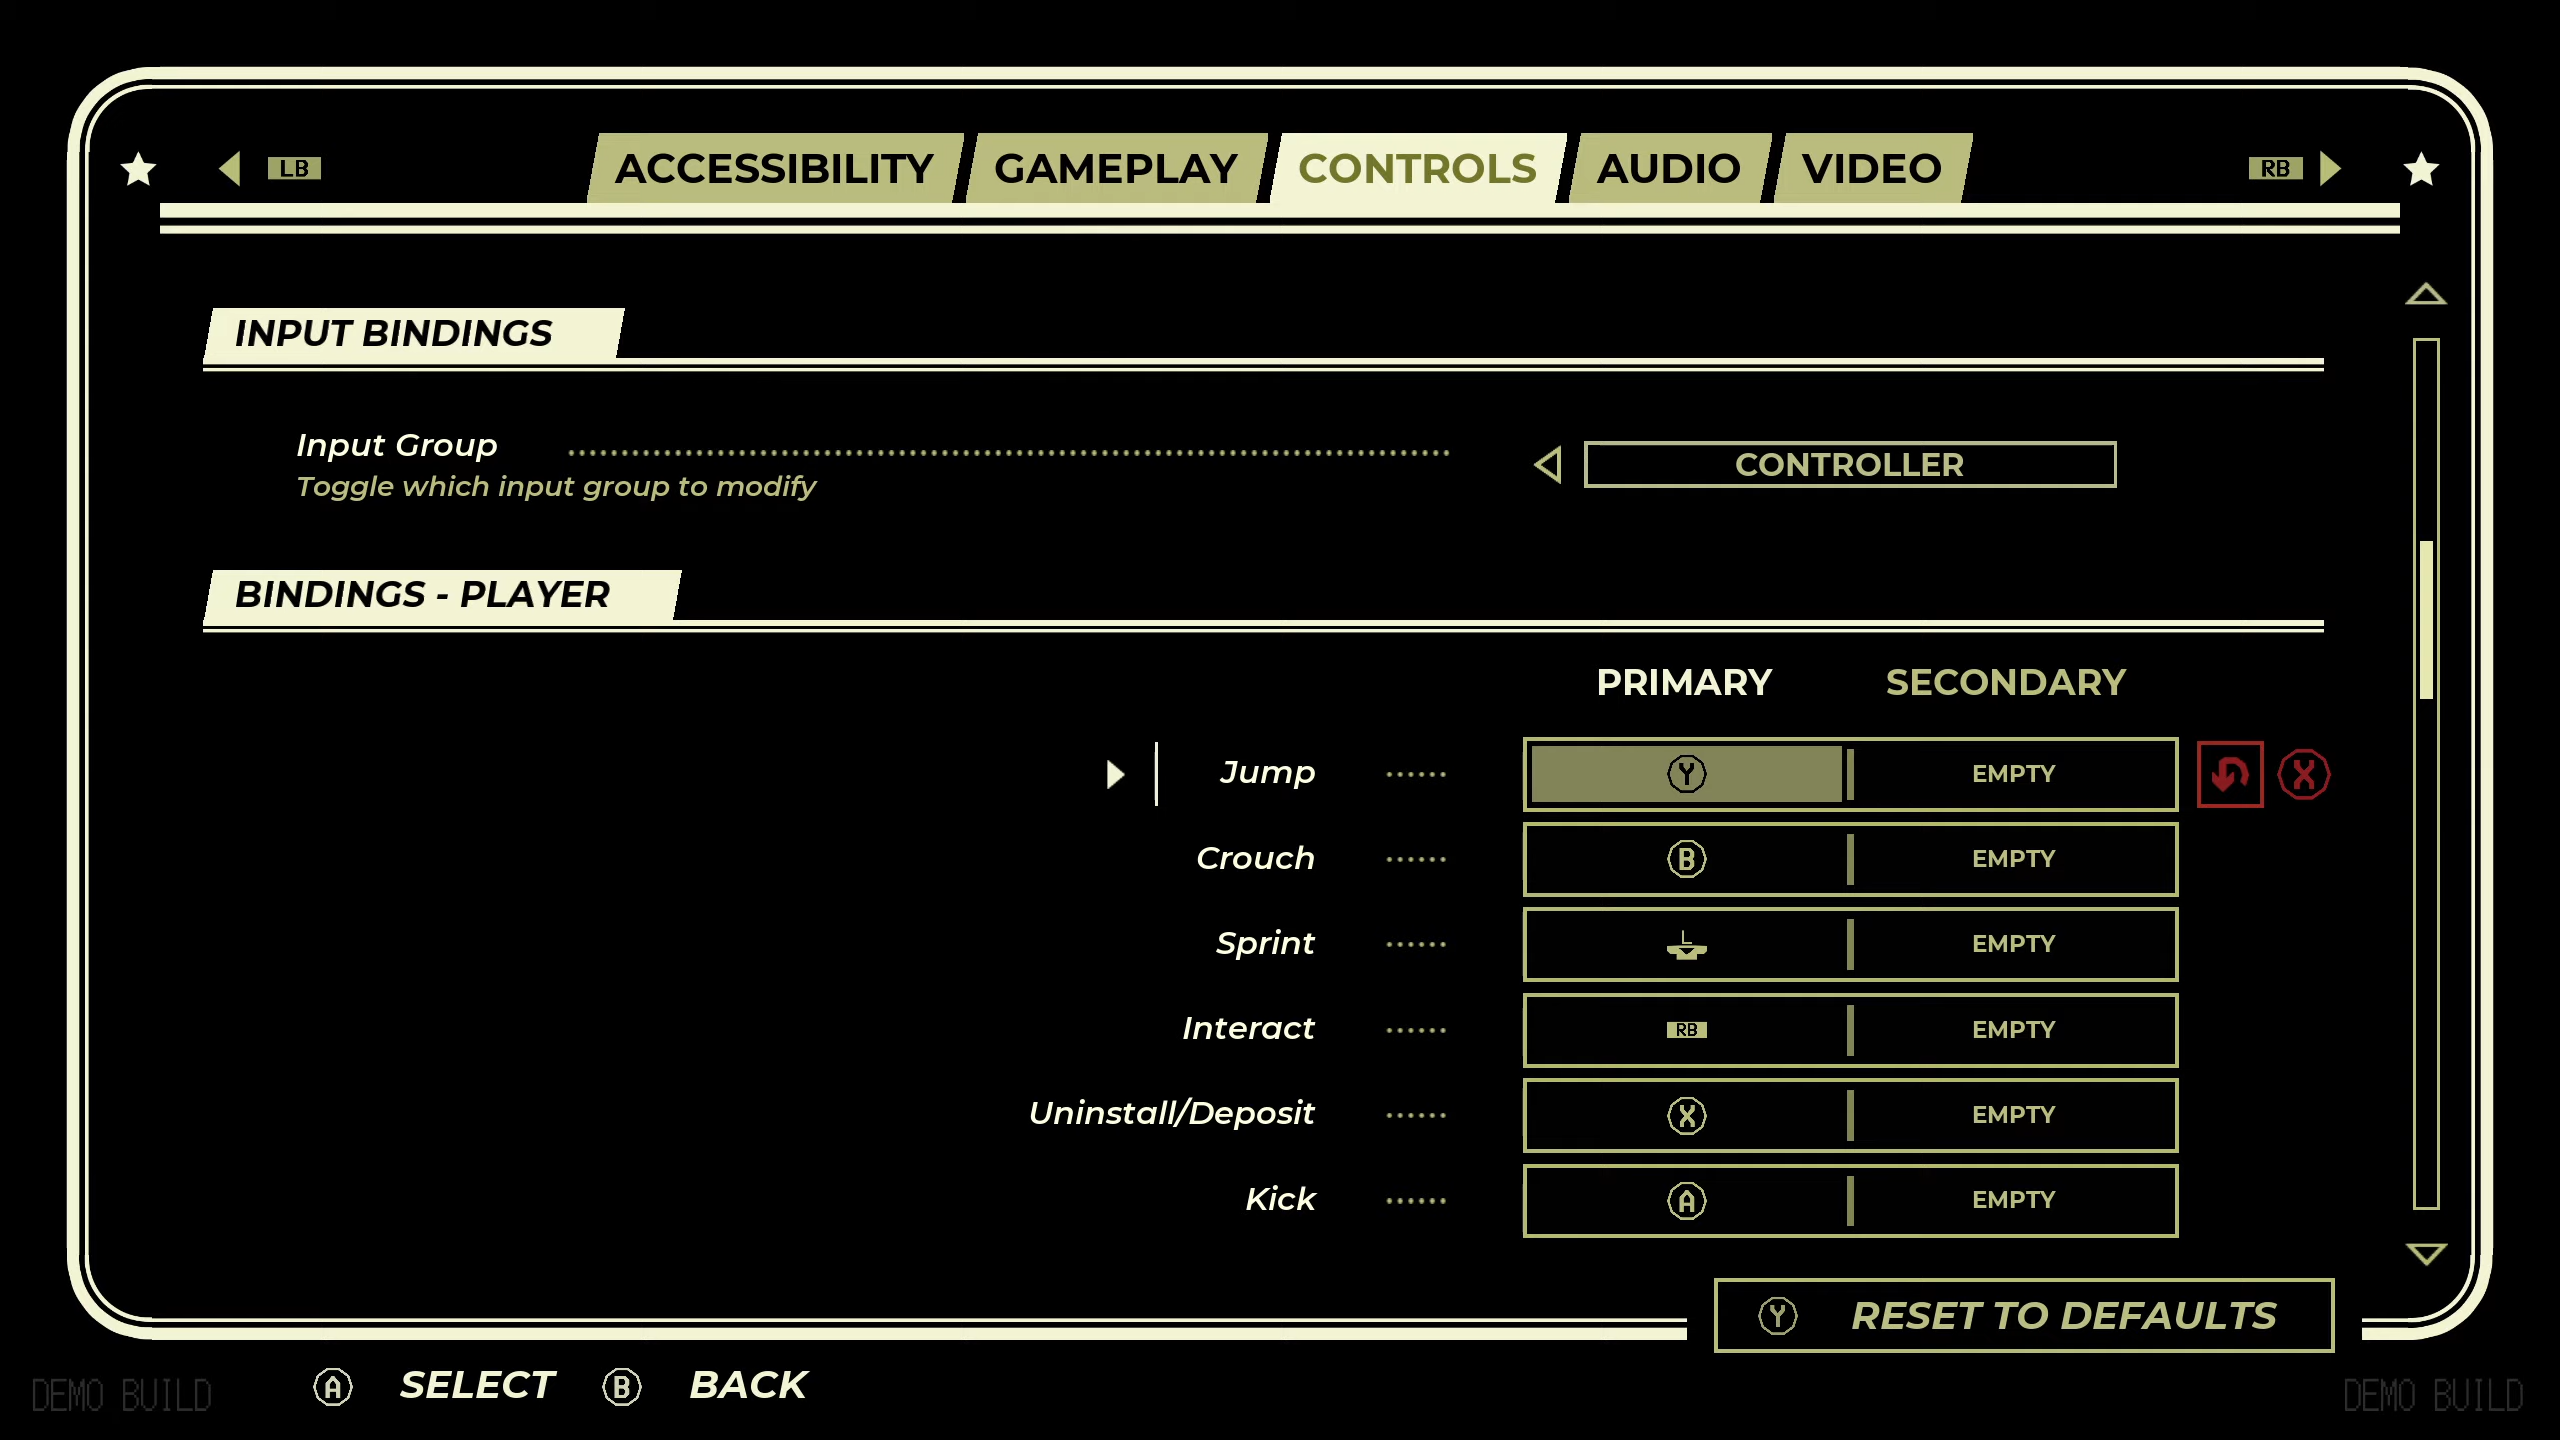 LB ACCESSIBILITY GAMEPLAY CONTROLS AUDIO VIDEO RB
INPUT BINDINGS
Input Group CONTROLLER
Toggle which input group to modify
BINDINGS - PLAYER
PRIMARY SECONDARY
Jump Y EMPTY X
Crouch B EMPTY
Sprint L EMPTY
Interact RB EMPTY
Uninstall/Deposit X EMPTY
Kick A EMPTY
Y RESET TO DEFAULTS
A SELECT B BACK
DEMO BUILD DEMO BUILD